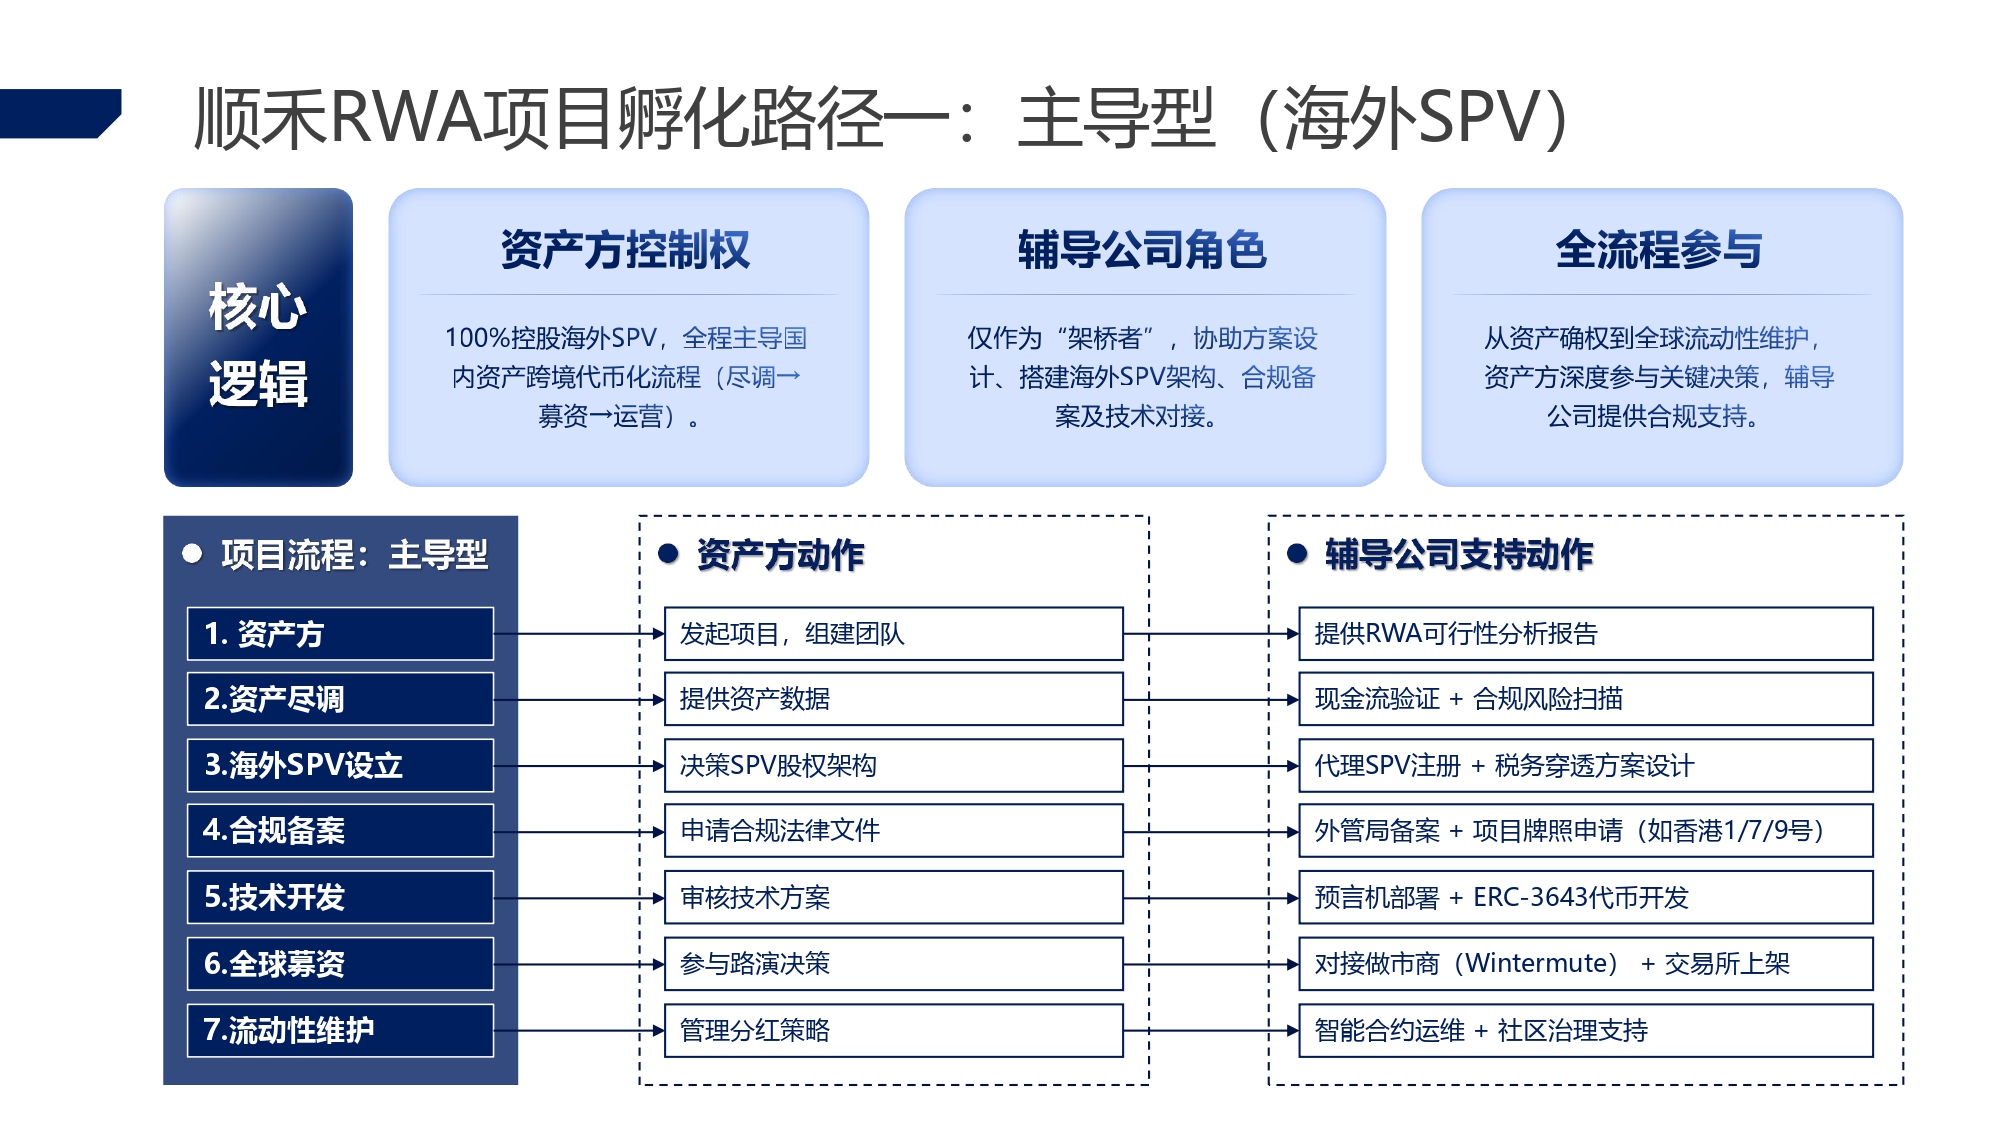 顺禾RWA项目孵化路径一：主导型（海外SPV）
核心
逻辑
资产方控制权
100%控股海外SPV，全程主导国
内资产跨境代币化流程（尽调→
募资→运营）。
辅导公司角色
仅作为“架桥者”，协助方案设
计、搭建海外SPV架构、合规备
案及技术对接。
全流程参与
从资产确权到全球流动性维护，
资产方深度参与关键决策，辅导
公司提供合规支持。
项目流程：主导型
资产方动作
辅导公司支持动作
1. 资产方
发起项目，组建团队
提供RWA可行性分析报告
2.资产尽调
提供资产数据
现金流验证 + 合规风险扫描
3.海外SPV设立
决策SPV股权架构
代理SPV注册 + 税务穿透方案设计
4.合规备案
申请合规法律文件
外管局备案 + 项目牌照申请（如香港1/7/9号）
5.技术开发
审核技术方案
预言机部署 + ERC-3643代币开发
6.全球募资
参与路演决策
对接做市商（Wintermute） + 交易所上架
7.流动性维护
管理分红策略
智能合约运维 + 社区治理支持